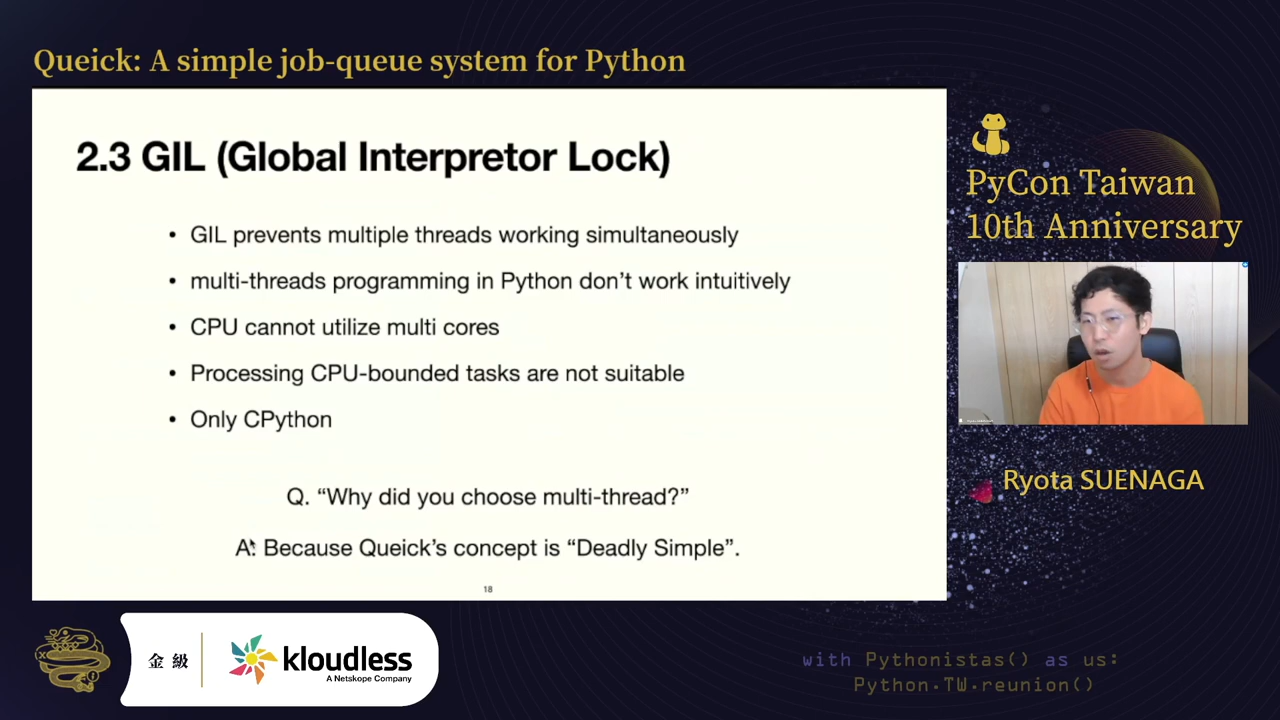 Queick: A simple job-queue system for Python
2.3 GIL (Global Interpretor Lock)
• GIL prevents multiple threads working simultaneously
• multi-threads programming in Python don't work intuitively
• CPU cannot utilize multi cores
• Processing CPU-bounded tasks are not suitable
• Only CPython
Q. “Why did you choose multi-thread?”
A. Because Queick's concept is “Deadly Simple”.
18
PyCon Taiwan
10th Anniversary
Ryota SUENAGA
金級
kloudless
A Netskope Company
with Pythonistas() as us:
Python.TW.reunion()